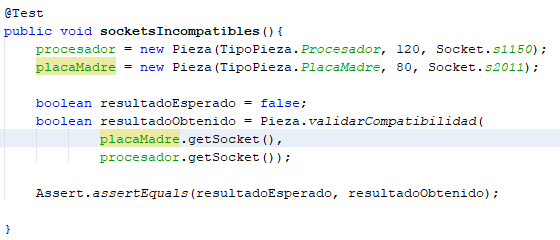 @Test
public void socketsIncompatibles(){
procesador = new Pieza(TipoPieza.Procesador, 120, Socket.s1150);
placaMadre = new Pieza(TipoPieza.PlacaMadre, 80, Socket.s2011);
boolean resultadoEsperado = false;
boolean resultadoObtenido = Pieza.validarCompatibilidad(
placaMadre.getSocket(),
procesador.getSocket());
Assert.assertEquals(resultadoEsperado, resultadoObtenido);
}